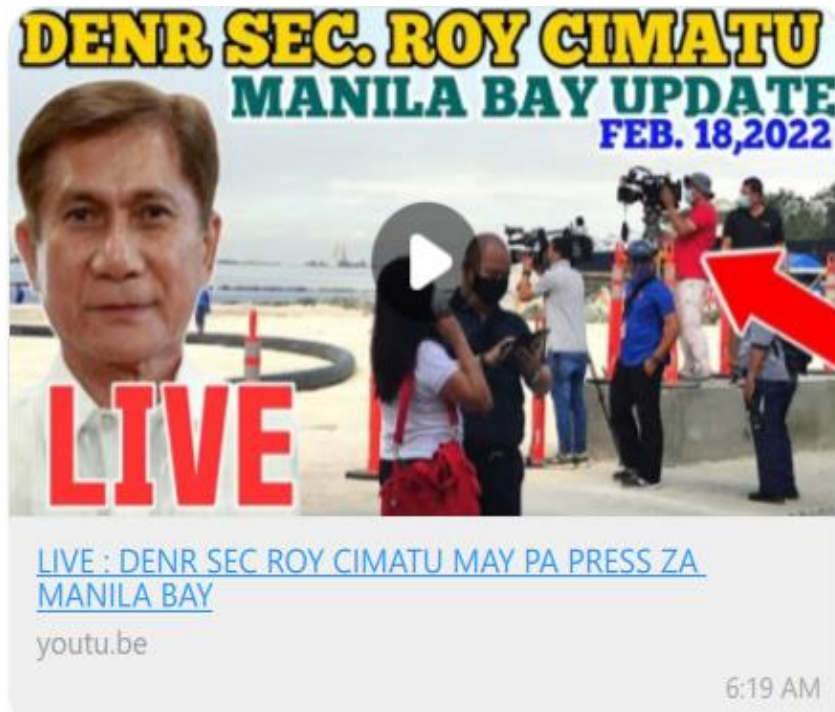 DENR SEC. ROY CIMATU
MANILA BAY UPDATE
FEB. 18,2022
LIVE
LIVE : DENR SEC ROY CIMATU MAY PA PRESS ZA
MANILA BAY
youtu.be
6:19 AM